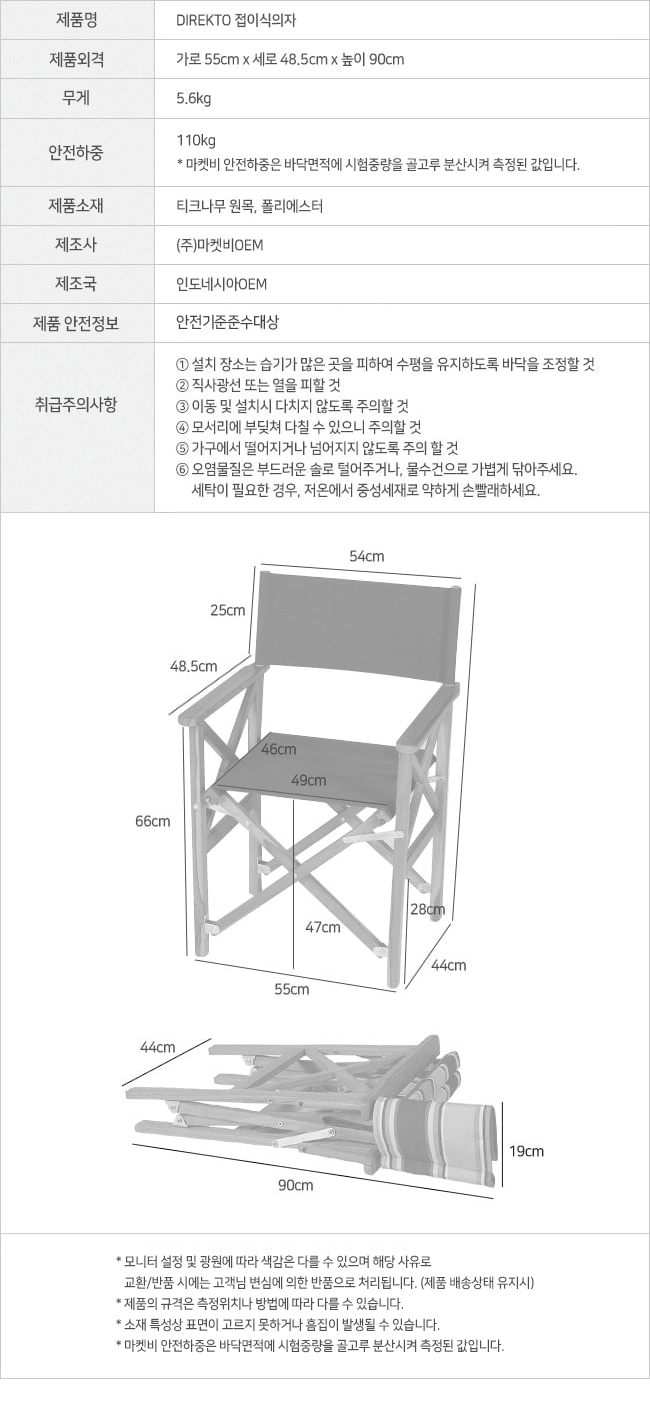 제품명
DIREKTO 접이식의자
제품외격
가로 55cm x 세로 48.5cm x 높이 90cm
무게
5.6kg
안전하중
110kg
* 마켓비 안전하중은 바닥면적에 시험중량을 골고루 분산시켜 측정된 값입니다.
제품소재
티크나무 원목, 폴리에스터
제조사
(주)마켓비OEM
제조국
인도네시아OEM
제품 안전정보
안전기준준수대상
취급주의사항
① 설치 장소는 습기가 많은 곳을 피하여 수평을 유지하도록 바닥을 조정할 것
② 직사광선 또는 열을 피할 것
③ 이동 및 설치시 다치지 않도록 주의할 것
④ 모서리에 부딪쳐 다칠 수 있으니 주의할 것
⑤ 가구에서 떨어지거나 넘어지지 않도록 주의 할 것
⑥ 오염물질은 부드러운 솔로 털어주거나, 물수건으로 가볍게 닦아주세요.
세탁이 필요한 경우, 저온에서 중성세재로 약하게 손빨래하세요.
54cm
25cm
48.5cm
46cm
49cm
66cm
28cm
47cm
44cm
55cm
44cm
19cm
90cm
* 모니터 설정 및 광원에 따라 색감은 다를 수 있으며 해당 사유로
교환/반품 시에는 고객님 변심에 의한 반품으로 처리됩니다. (제품 배송상태 유지시)
* 제품의 규격은 측정위치나 방법에 따라 다를 수 있습니다.
* 소재 특성상 표면이 고르지 못하거나 흠집이 발생될 수 있습니다.
* 마켓비 안전하중은 바닥면적에 시험중량을 골고루 분산시켜 측정된 값입니다.